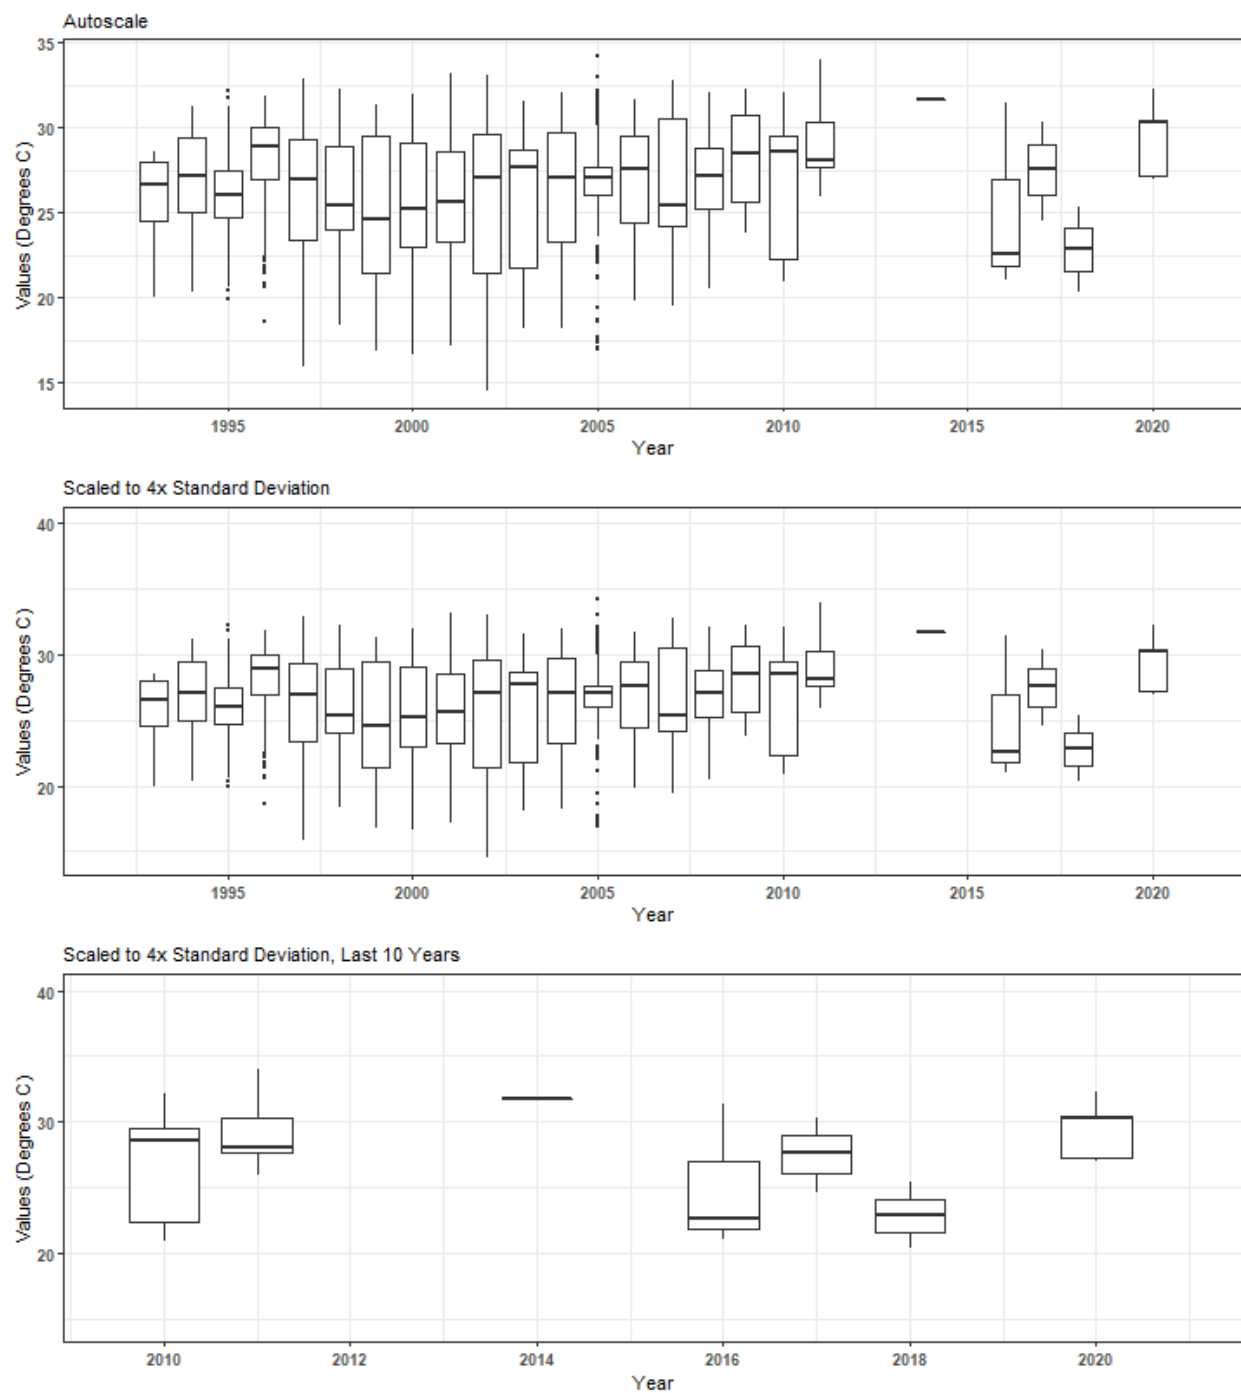 Autoscale
35
30
25
20
15
Values (Degrees C)
1995 2000 2005 2010 2015 2020
Year
Scaled to 4x Standard Deviation
40
30
20
Values (Degrees C)
1995 2000 2005 2010 2015 2020
Year
Scaled to 4x Standard Deviation, Last 10 Years
40
30
20
Values (Degrees C)
2010 2012 2014 2016 2018 2020
Year